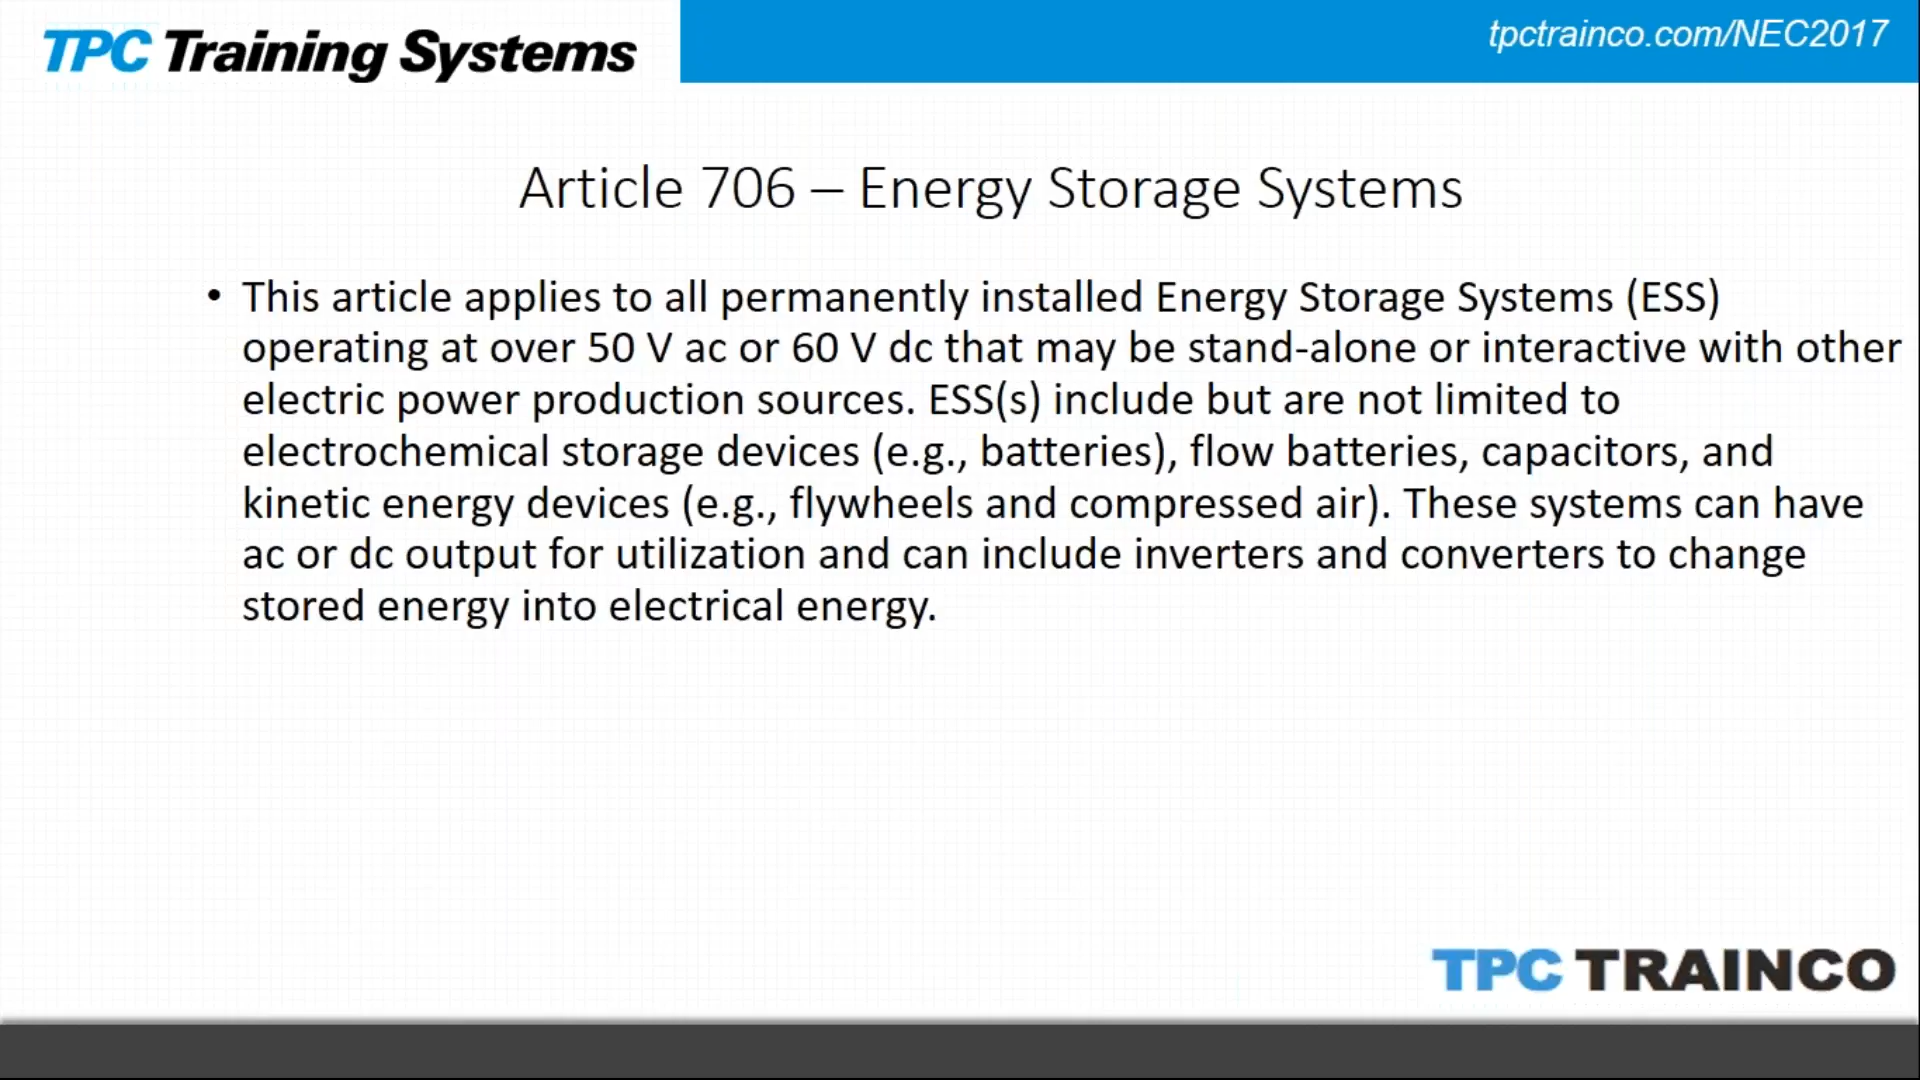 TPC Training Systems
tpctrainco.com/NEC2017
Article 706 – Energy Storage Systems
• This article applies to all permanently installed Energy Storage Systems (ESS)
operating at over 50 V ac or 60 V dc that may be stand-alone or interactive with other
electric power production sources. ESS(s) include but are not limited to
electrochemical storage devices (e.g., batteries), flow batteries, capacitors, and
kinetic energy devices (e.g., flywheels and compressed air). These systems can have
ac or dc output for utilization and can include inverters and converters to change
stored energy into electrical energy.
TPC TRAINCO